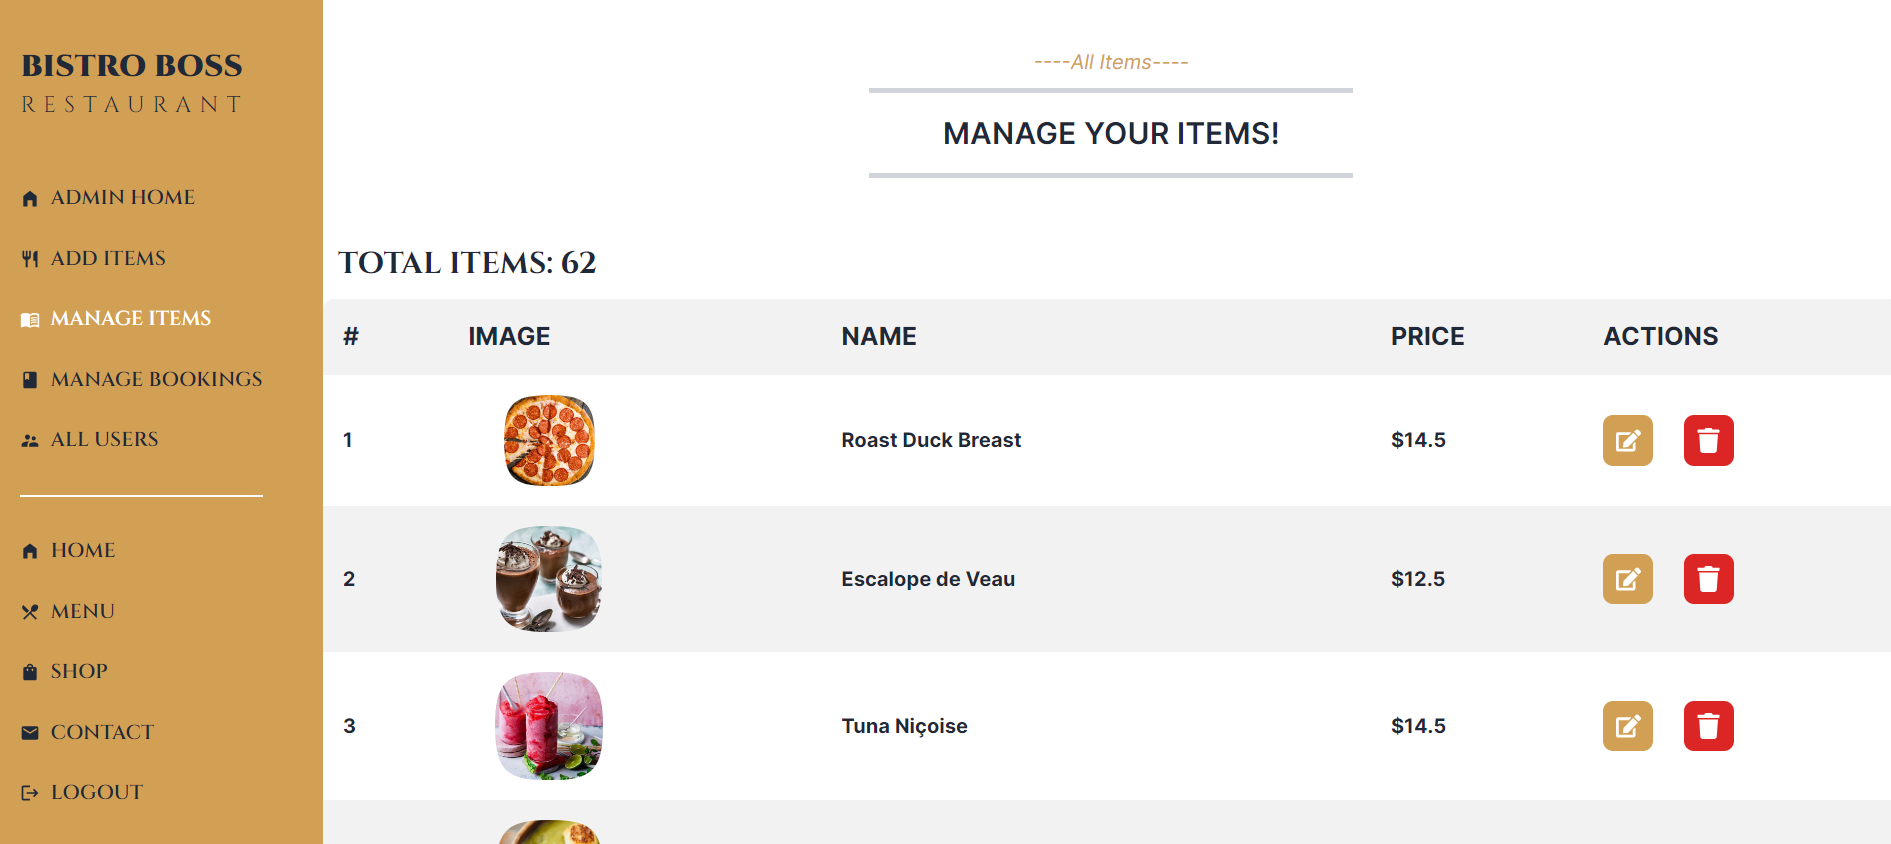 BISTRO BOSS
RESTAURANT
ADMIN HOME
ADD ITEMS
MANAGE ITEMS
MANAGE BOOKINGS
ALL USERS
HOME
MENU
SHOP
CONTACT
LOGOUT
----All Items----
MANAGE YOUR ITEMS!
TOTAL ITEMS: 62
# IMAGE NAME PRICE ACTIONS
1 Roast Duck Breast $14.5
2 Escalope de Veau $12.5
3 Tuna Niçoise $14.5